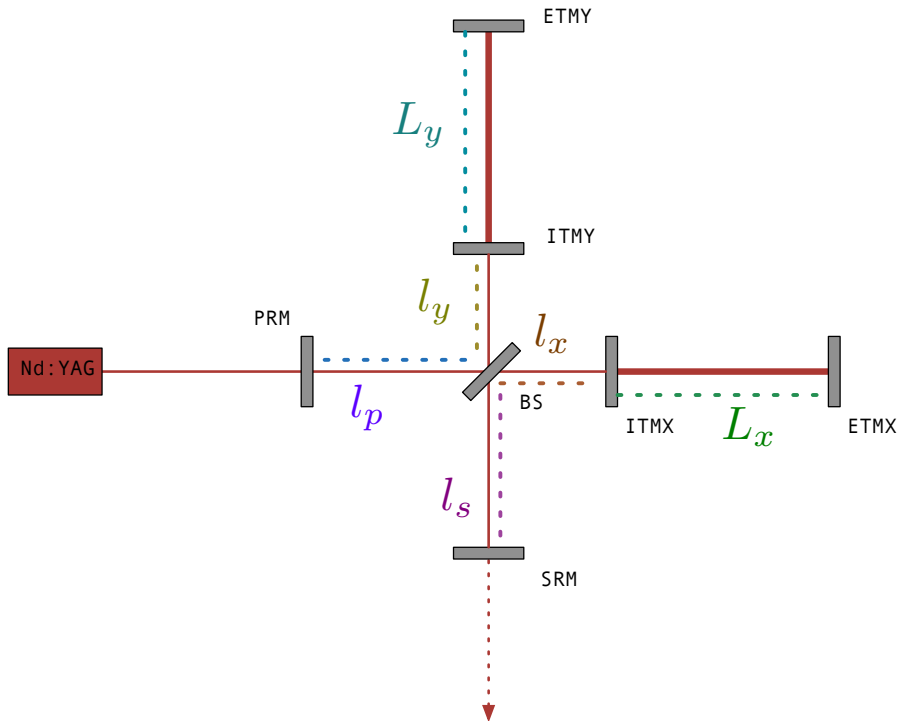 ETMY
L_y
ITMY
l_y
PRM
l_x
Nd:YAG
l_p
BS
ITMX
L_x
ETMX
l_s
SRM